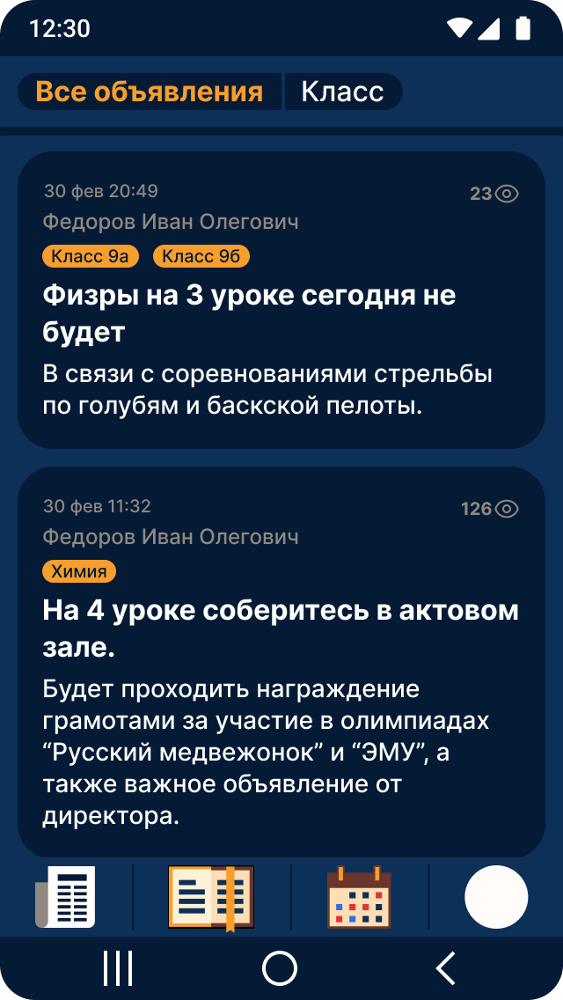 12:30
Все объявления
Класс
30 фев 20:49
23
Федоров Иван Олегович
Класс 9а
Класс 9б
Физры на 3 уроке сегодня не
будет
В связи с соревнованиями стрельбы
по голубям и баскской пелоты.
30 фев 11:32
126
Федоров Иван Олегович
Химия
На 4 уроке соберитесь в актовом
зале.
Будет проходить награждение
грамотами за участие в олимпиадах
“Русский медвежонок” и “ЭМУ”, а
также важное объявление от
директора.